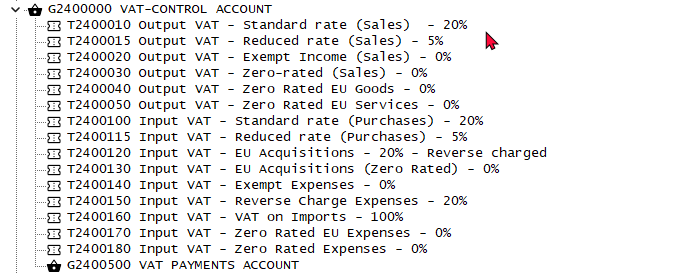 G2400000 VAT-CONTROL ACCOUNT
T2400010 Output VAT - Standard rate (Sales)  - 20%
T2400015 Output VAT - Reduced rate (Sales) - 5%
T2400020 Output VAT - Exempt Income (Sales) - 0%
T2400030 Output VAT - Zero-rated (Sales) - 0%
T2400040 Output VAT - Zero Rated EU Goods - 0%
T2400050 Output VAT - Zero Rated EU Services - 0%
T2400100 Input VAT - Standard rate (Purchases) - 20%
T2400115 Input VAT - Reduced rate (Purchases) - 5%
T2400120 Input VAT - EU Acquisitions - 20% - Reverse charged
T2400130 Input VAT - EU Acquisitions (Zero Rated) - 0%
T2400140 Input VAT - Exempt Expenses - 0%
T2400150 Input VAT - Reverse Charge Expenses - 20%
T2400160 Input VAT - VAT on Imports - 100%
T2400170 Input VAT - Zero Rated EU Expenses - 0%
T2400180 Input VAT - Zero Rated Expenses - 0%
G2400500 VAT PAYMENTS ACCOUNT